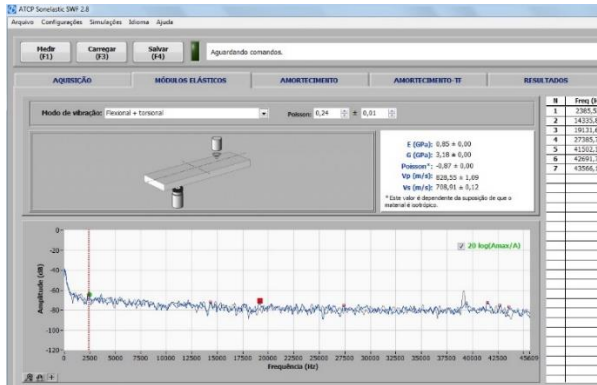 ATCP Sonelastic SWF 2.8
Arquivo Configurações Simulações Idioma Ajuda
Medir (F1) Carregar (F3) Salvar (F4) Aguardando comandos.
AQUISIÇÃO MÓDULOS ELÁSTICOS AMORTECIMENTO AMORTECIMENTO-TF RESULTADOS
Modo de vibração: Flexional + torsional Poisson: 0,24 ± 0,01
N Freq (H
1 2365,5
2 14335,8
3 19131,6
4 27385,7
5 41502,1
6 42691,7
7 43566,1
E (GPa): 0,85 ± 0,00
G (GPa): 3,18 ± 0,00
Poisson*: -0,87 ± 0,00
Vp (m/s): 828,55 ± 1,09
Vs (m/s): 708,91 ± 0,12
* Este valor é dependente da suposição de que o
material é isotrópico.
20 log(Amax/A)
Amplitude (dB)
0-
-20-
-40-
-60-
-80-
-100-
-120-
0 2500 5000 7500 10000 12500 15000 17500 20000 22500 25000 27500 30000 32500 35000 37500 40000 42500 45609
Frequência (Hz)